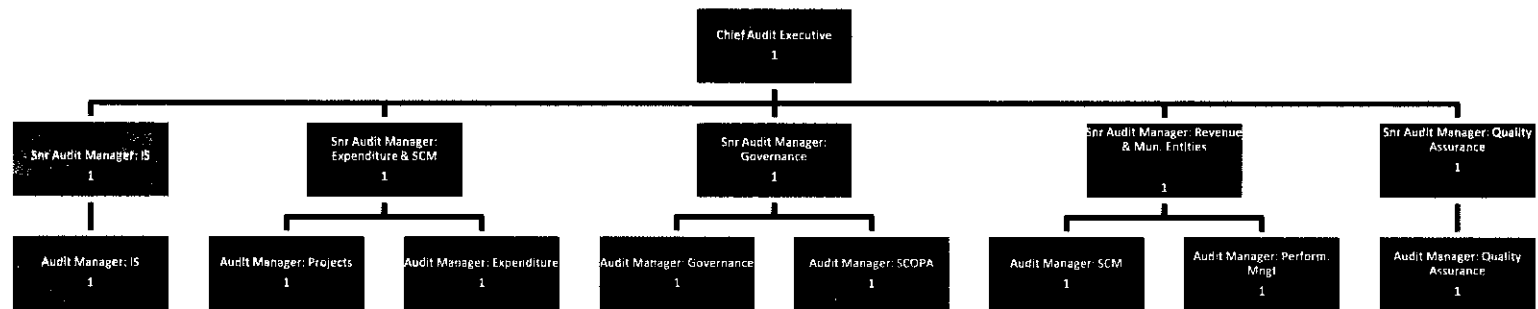 Chief Audit Executive
1
Snr Audit Manager: IS
1
Snr Audit Manager:
Expenditure & SCM
1
Snr Audit Manager:
Governance
1
Snr Audit Manager: Revenue
& Mun. Entities
1
Snr Audit Manager: Quality
Assurance
1
Audit Manager: IS
1
Audit Manager: Projects
1
Audit Manager: Expenditure
1
Audit Manager: Governance
1
Audit Manager: SCOPA
1
Audit Manager: SCM
1
Audit Manager: Perform.
Mngt
1
Audit Manager: Quality
Assurance
1